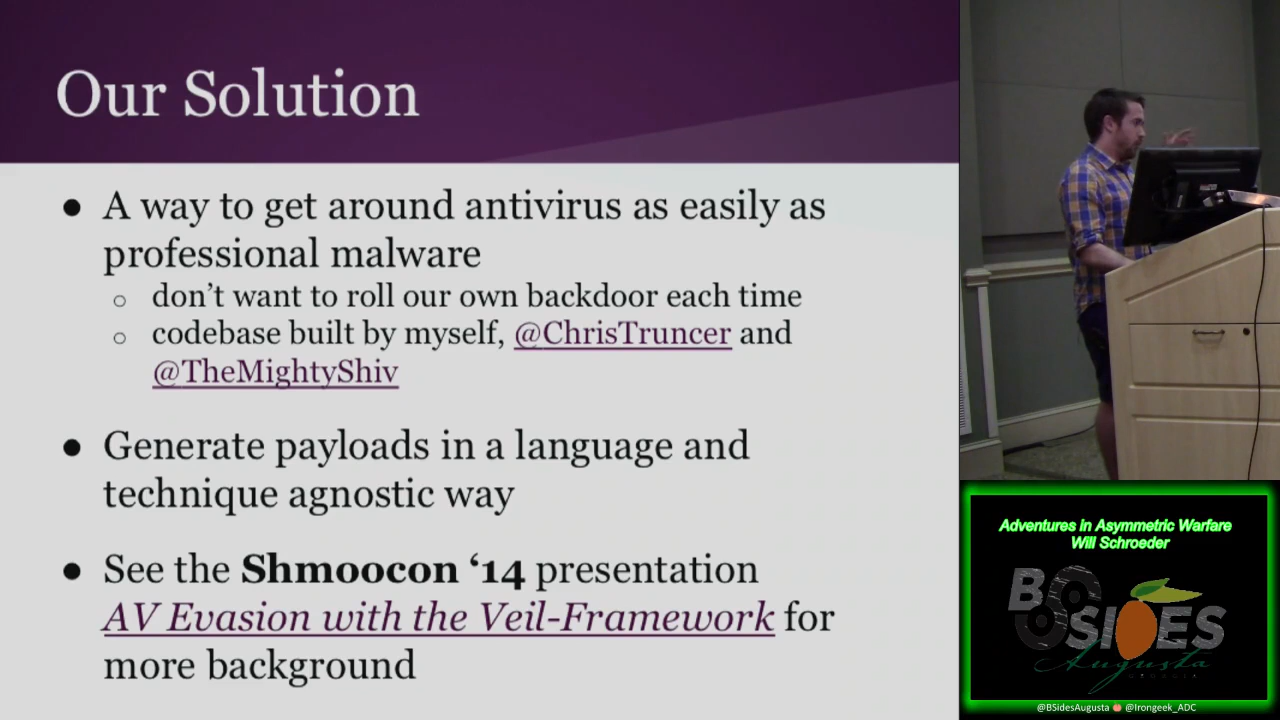 Our Solution
● A way to get around antivirus as easily as
professional malware
○ don’t want to roll our own backdoor each time
○ codebase built by myself, @ChrisTruncer and
@TheMightyShiv
● Generate payloads in a language and
technique agnostic way
● See the Shmoocon ‘14 presentation
AV Evasion with the Veil-Framework for
more background
Adventures in Asymmetric Warfare
Will Schroeder
BSIDES
Augusta
GEORGIA
@BSidesAugusta @Irongeek_ADC